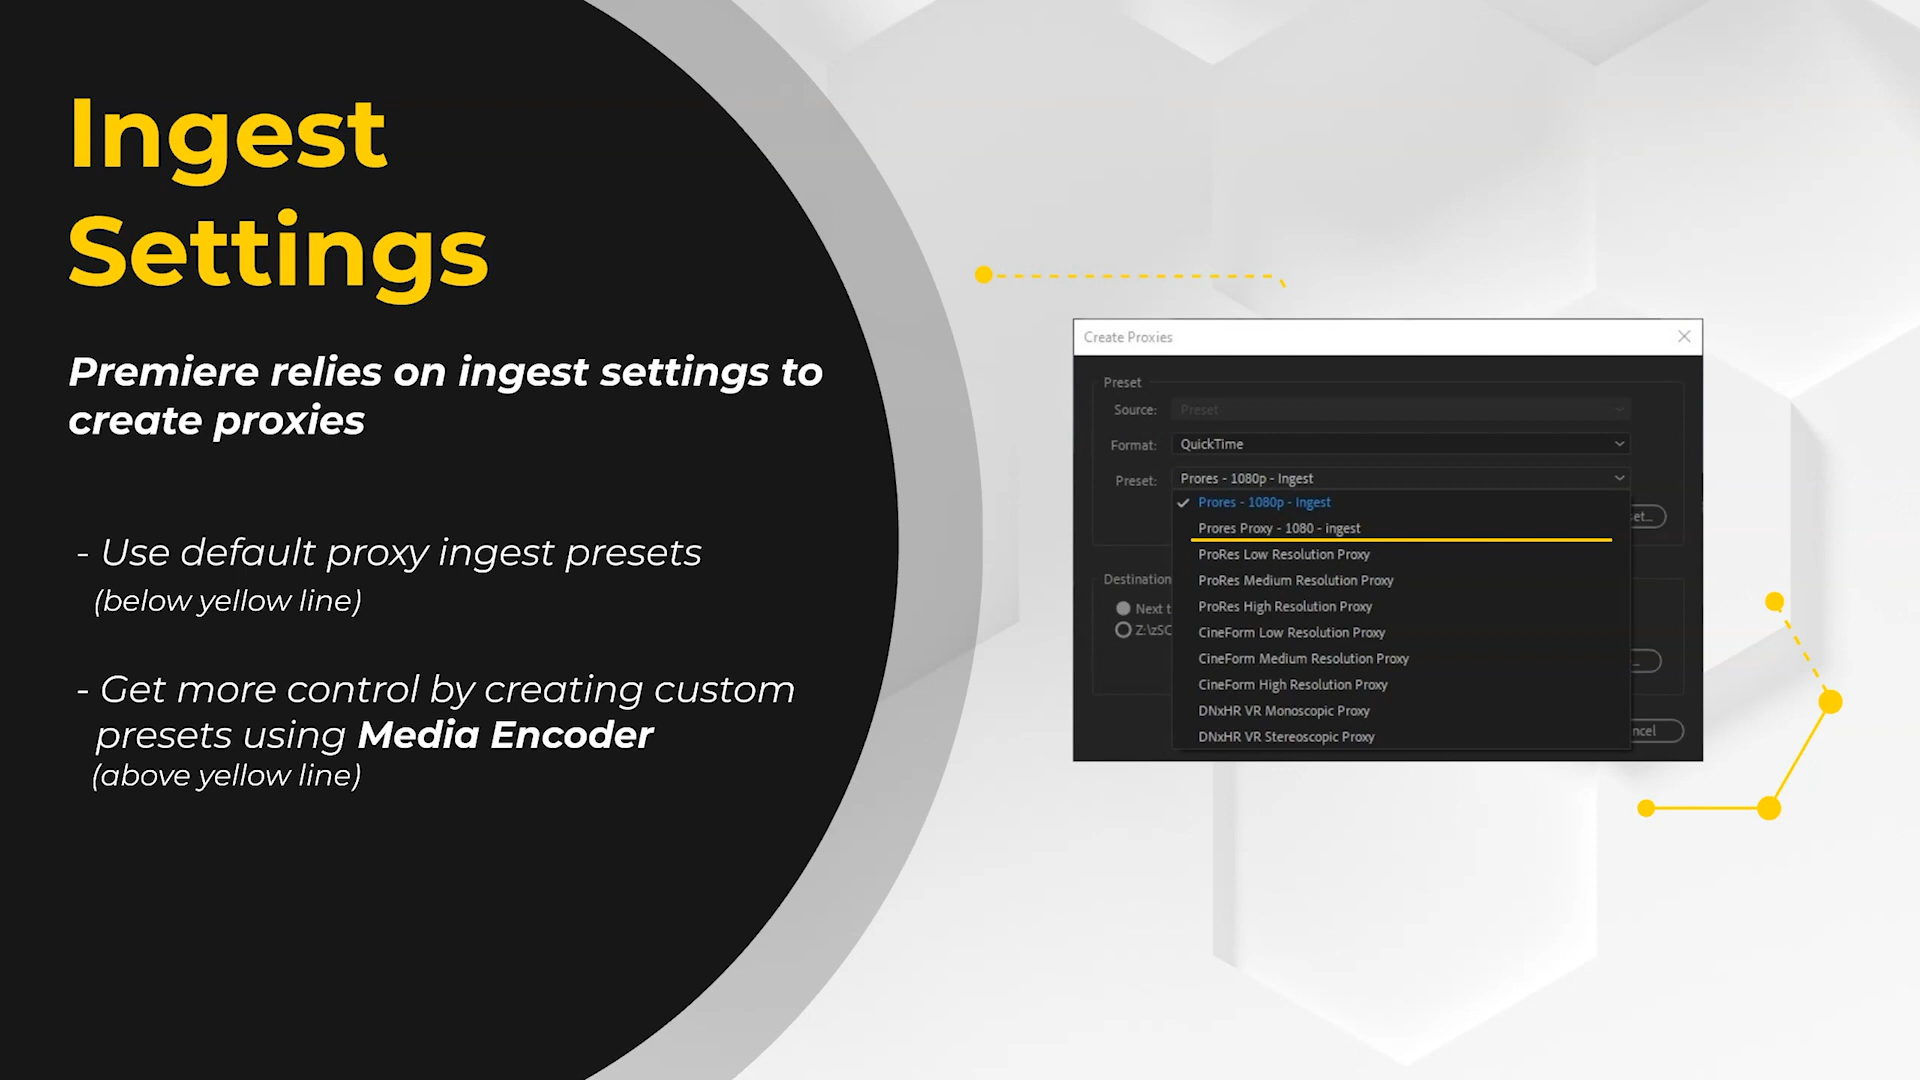 Ingest
Settings
Premiere relies on ingest settings to
create proxies
- Use default proxy ingest presets
(below yellow line)
- Get more control by creating custom
presets using Media Encoder
(above yellow line)
Create Proxies
Preset
Source: Preset
Format: QuickTime
Preset: Prores - 1080p - Ingest
Prores - 1080p - Ingest
Prores Proxy - 1080 - ingest
ProRes Low Resolution Proxy
ProRes Medium Resolution Proxy
ProRes High Resolution Proxy
CineForm Low Resolution Proxy
CineForm Medium Resolution Proxy
CineForm High Resolution Proxy
DNxHR VR Monoscopic Proxy
DNxHR VR Stereoscopic Proxy
et...
Destination
Next t
Z:\zSC
...
ncel